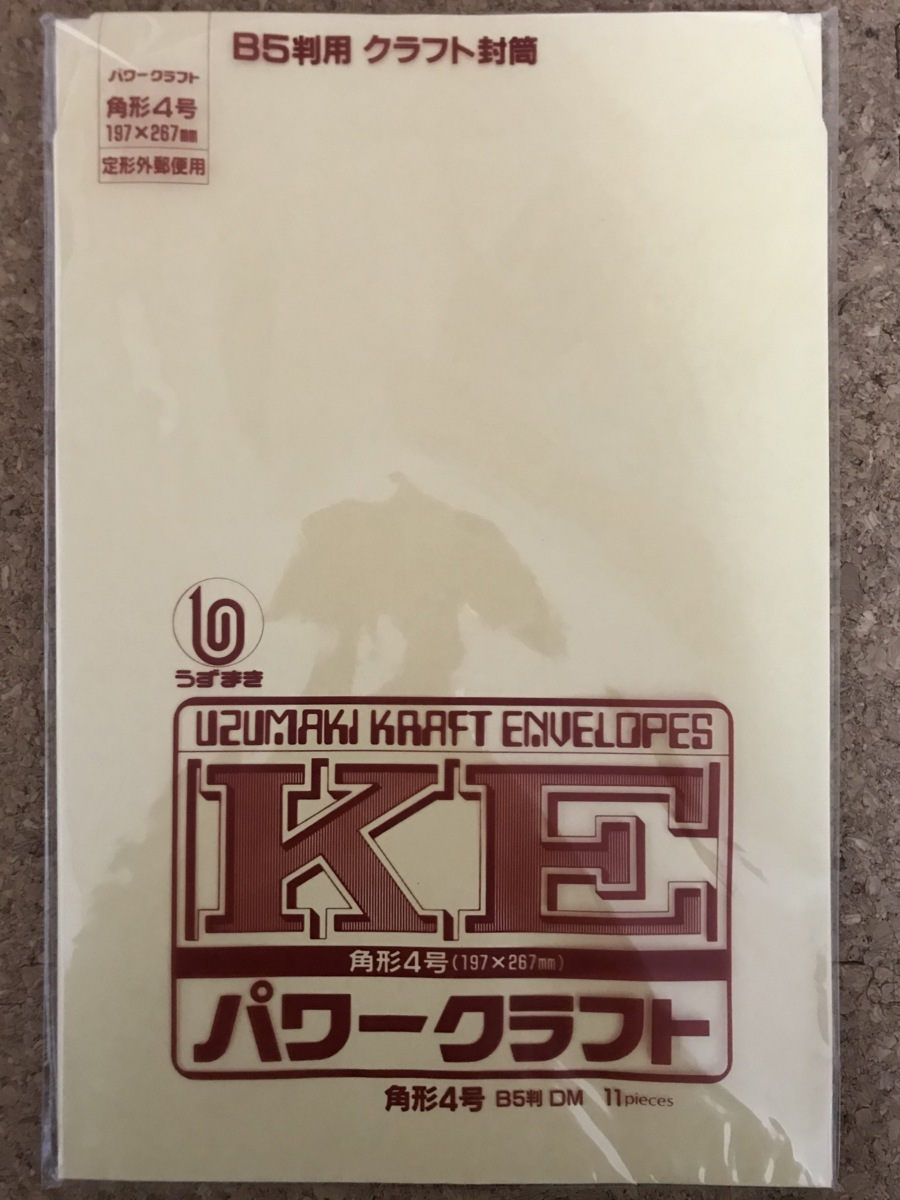 B5判用 クラフト封筒
パワークラフト
角形4号
197×267mm
定形外郵便用
うずまき
UZUMAKI KRAFT ENVELOPES
KE
角形4号(197×267mm)
パワークラフト
角形4号 B5判 DM 11pieces